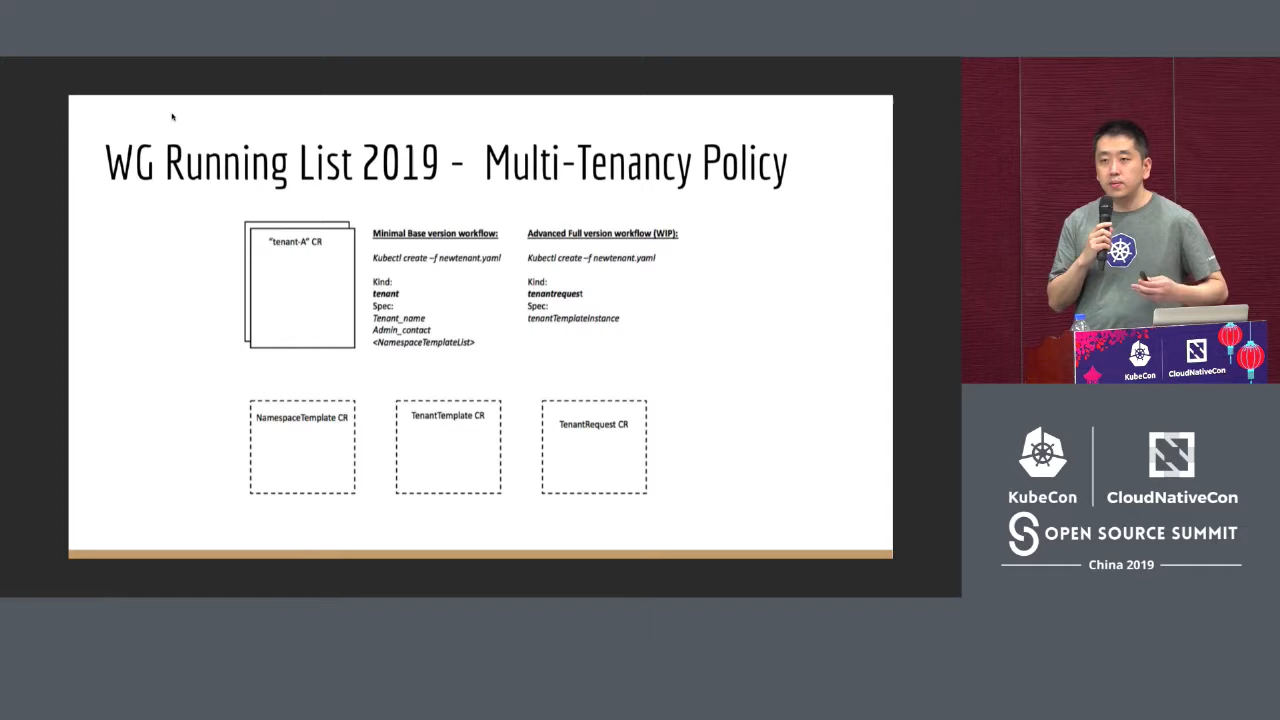 WG Running List 2019 - Multi-Tenancy Policy
"tenant-A" CR
Minimal Base version workflow:
Kubectl create –f newtenant.yaml
Kind:
tenant
Spec:
Tenant_name
Admin_contact
<NamespaceTemplateList>
Advanced Full version workflow (WIP):
Kubectl create –f newtenant.yaml
Kind:
tenantrequest
Spec:
tenantTemplateInstance
NamespaceTemplate CR
TenantTemplate CR
TenantRequest CR
KubeCon
CloudNativeCon
KubeCon
CloudNativeCon
OPEN SOURCE SUMMIT
China 2019